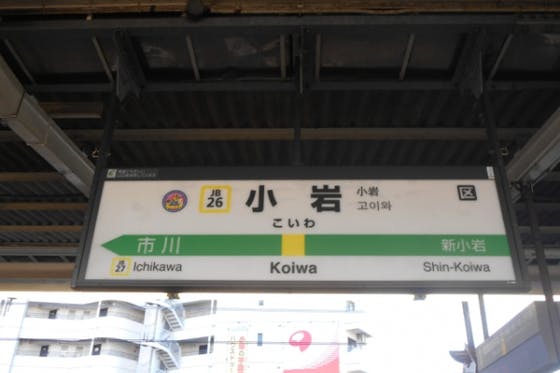 JB
26
小岩
こいわ
小岩
고이와
区
市川
新小岩
JB
27
Ichikawa
Koiwa
Shin-Koiwa